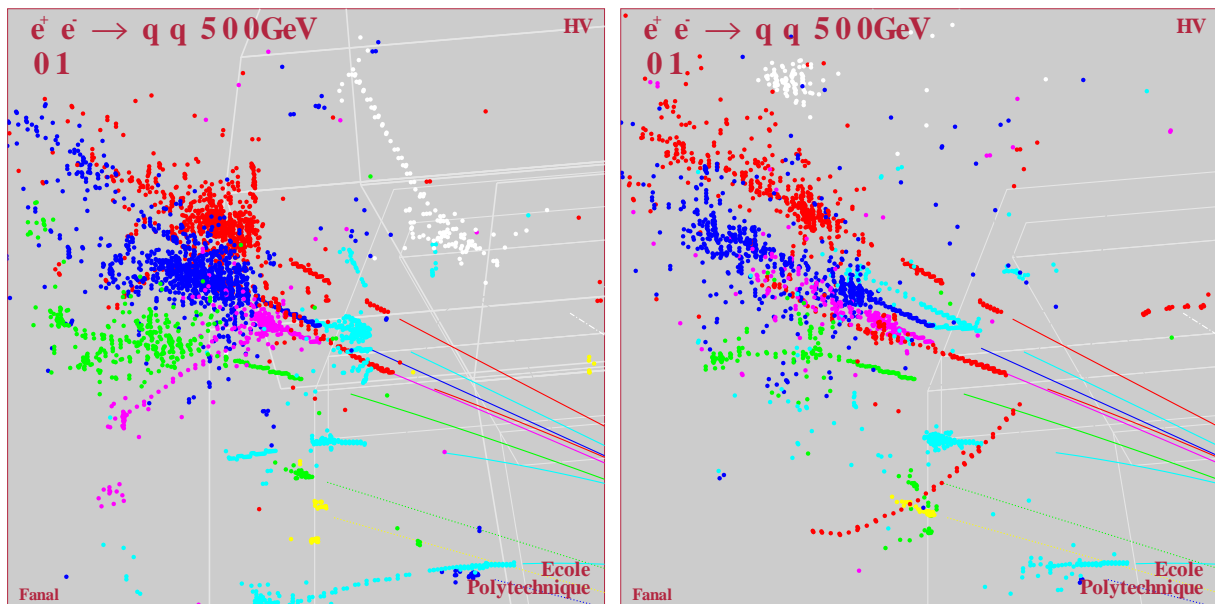 e+ e- → q q 500GeV
HV
01
Ecole
Polytechnique
Fanal
e+ e- → q q 500GeV
HV
01
Ecole
Polytechnique
Fanal